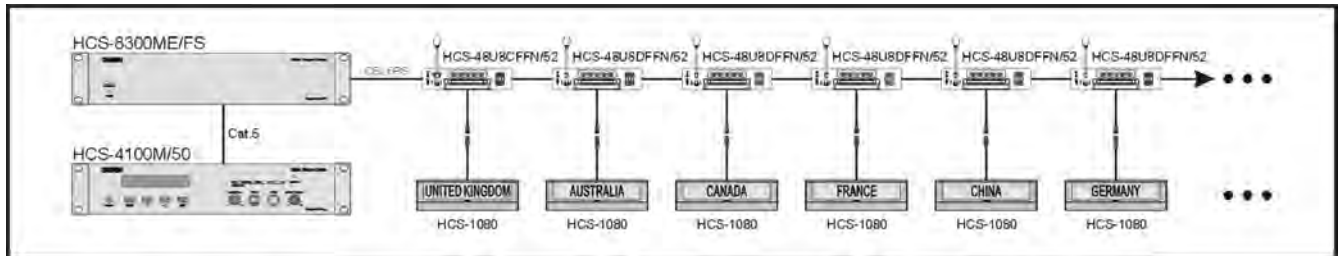 HCS-8300ME/FS
HCS-48U8CFFN/52 HCS-48U8DFFN/52 HCS-48U8DFFN/52 HCS-48U8DFFN/52 HCS-48U8DFFN/52 HCS-48U8DFFN/52
Cat.5
HCS-4100M/50
UNITED KINGDOM AUSTRALIA CANADA FRANCE CHINA GERMANY
HCS-1080 HCS-1080 HCS-1080 HCS-1080 HCS-1080 HCS-1080